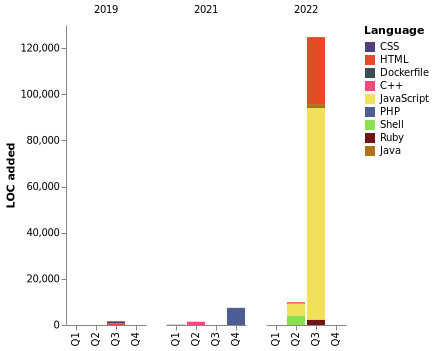 2019 2021 2022
Language
CSS
HTML
Dockerfile
C++
JavaScript
PHP
Shell
Ruby
Java
LOC added
120,000
100,000
80,000
60,000
40,000
20,000
0
Q1 Q2 Q3 Q4 Q1 Q2 Q3 Q4 Q1 Q2 Q3 Q4